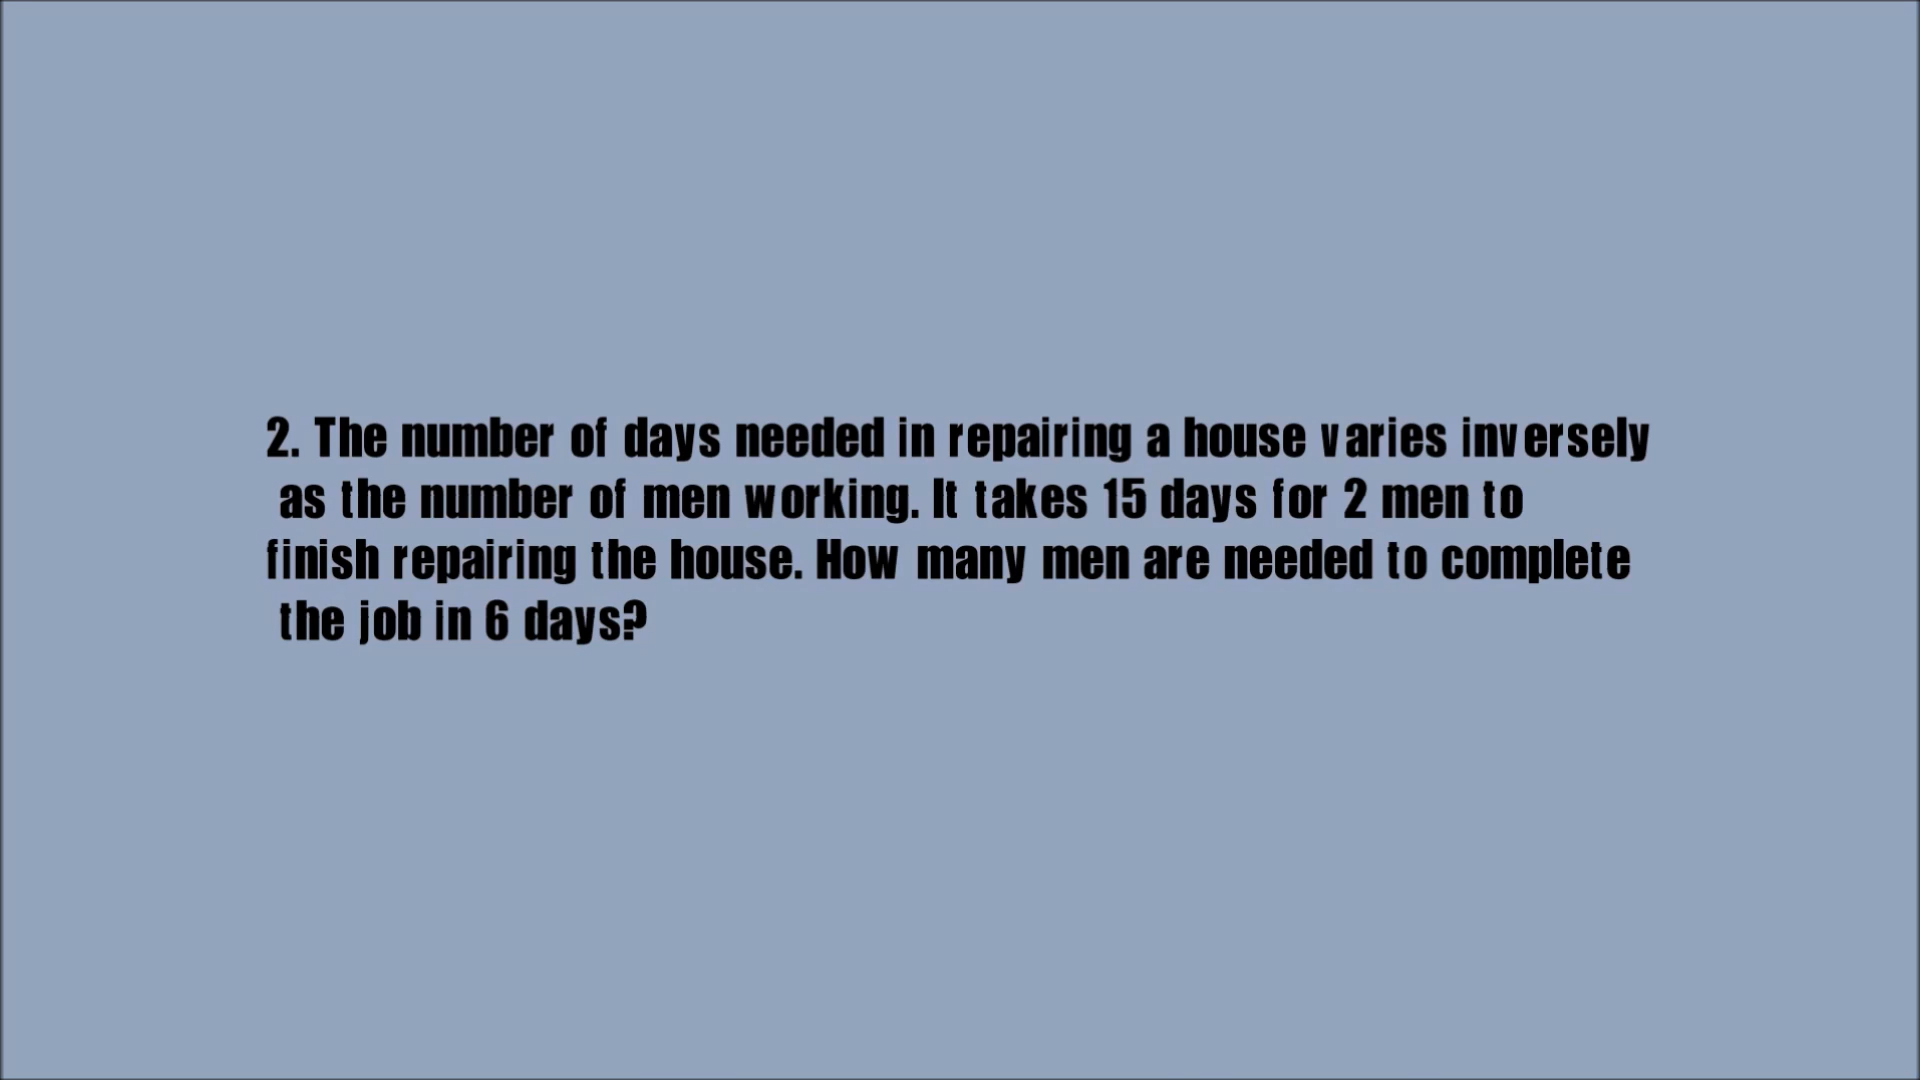 2. The number of days needed in repairing a house varies inversely
as the number of men working. It takes 15 days for 2 men to
finish repairing the house. How many men are needed to complete
the job in 6 days?